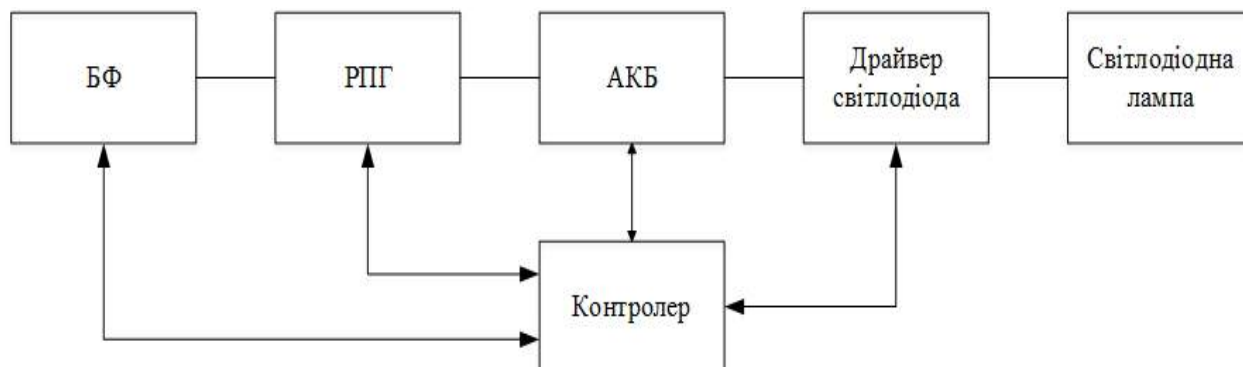 БФ
РПГ
АКБ
Драйвер
світлодіода
Світлодіодна
лампа
Контролер